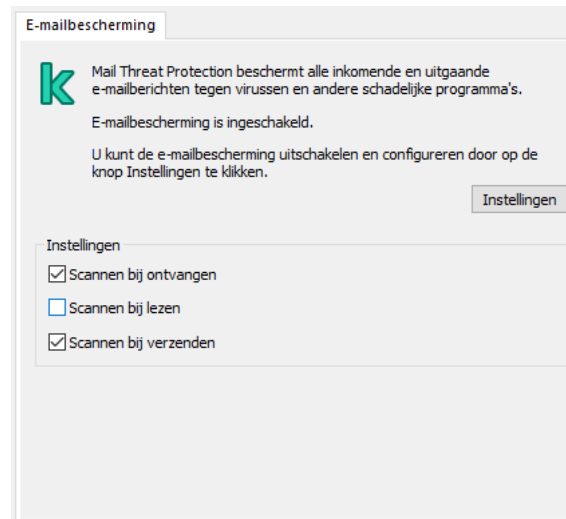 E-mailbescherming
Mail Threat Protection beschermt alle inkomende en uitgaande
e-mailberichten tegen virussen en andere schadelijke programma's.
E-mailbescherming is ingeschakeld.
U kunt de e-mailbescherming uitschakelen en configureren door op de
knop Instellingen te klikken.
Instellingen
Instellingen
Scannen bij ontvangen
Scannen bij lezen
Scannen bij verzenden